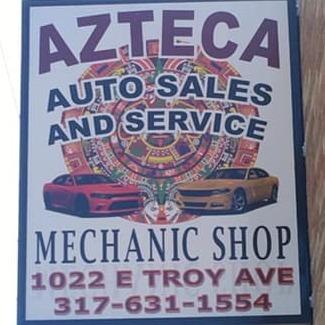 AZTECA
AUTO SALES
AND SERVICE
MECHANIC SHOP
1022 E TROY AVE
317-631-1554